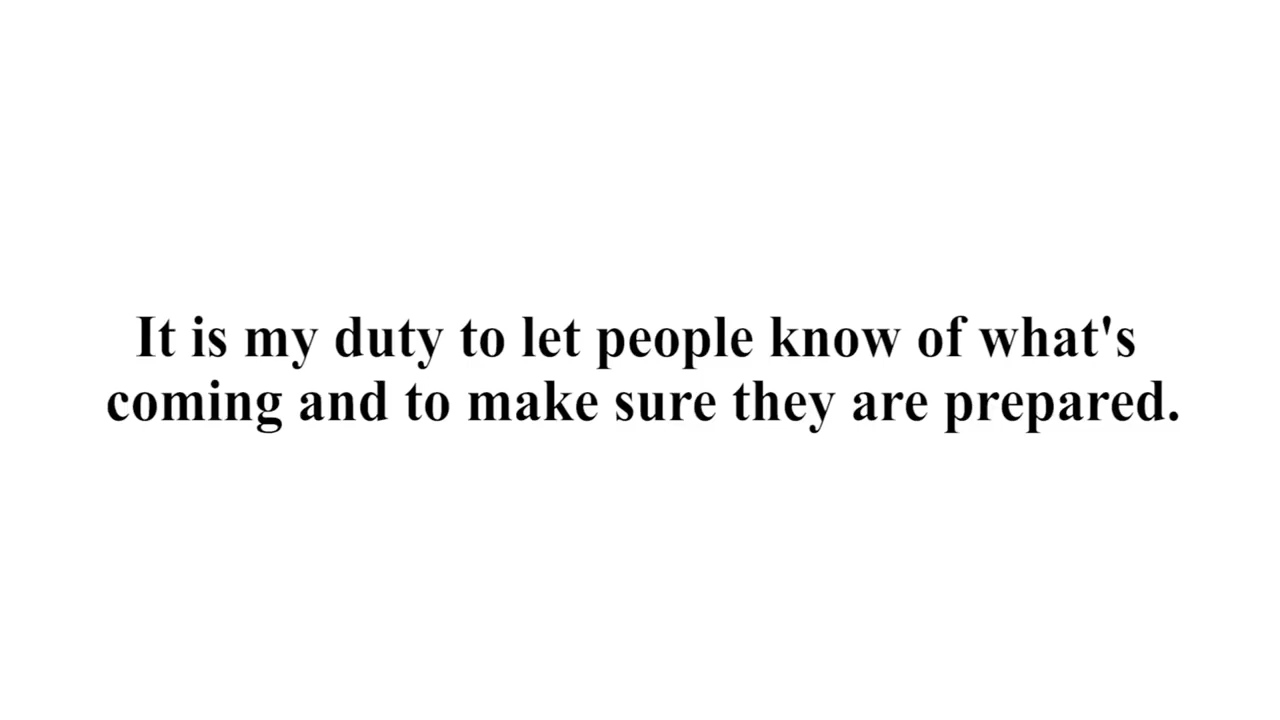 It is my duty to let people know of what's
coming and to make sure they are prepared.